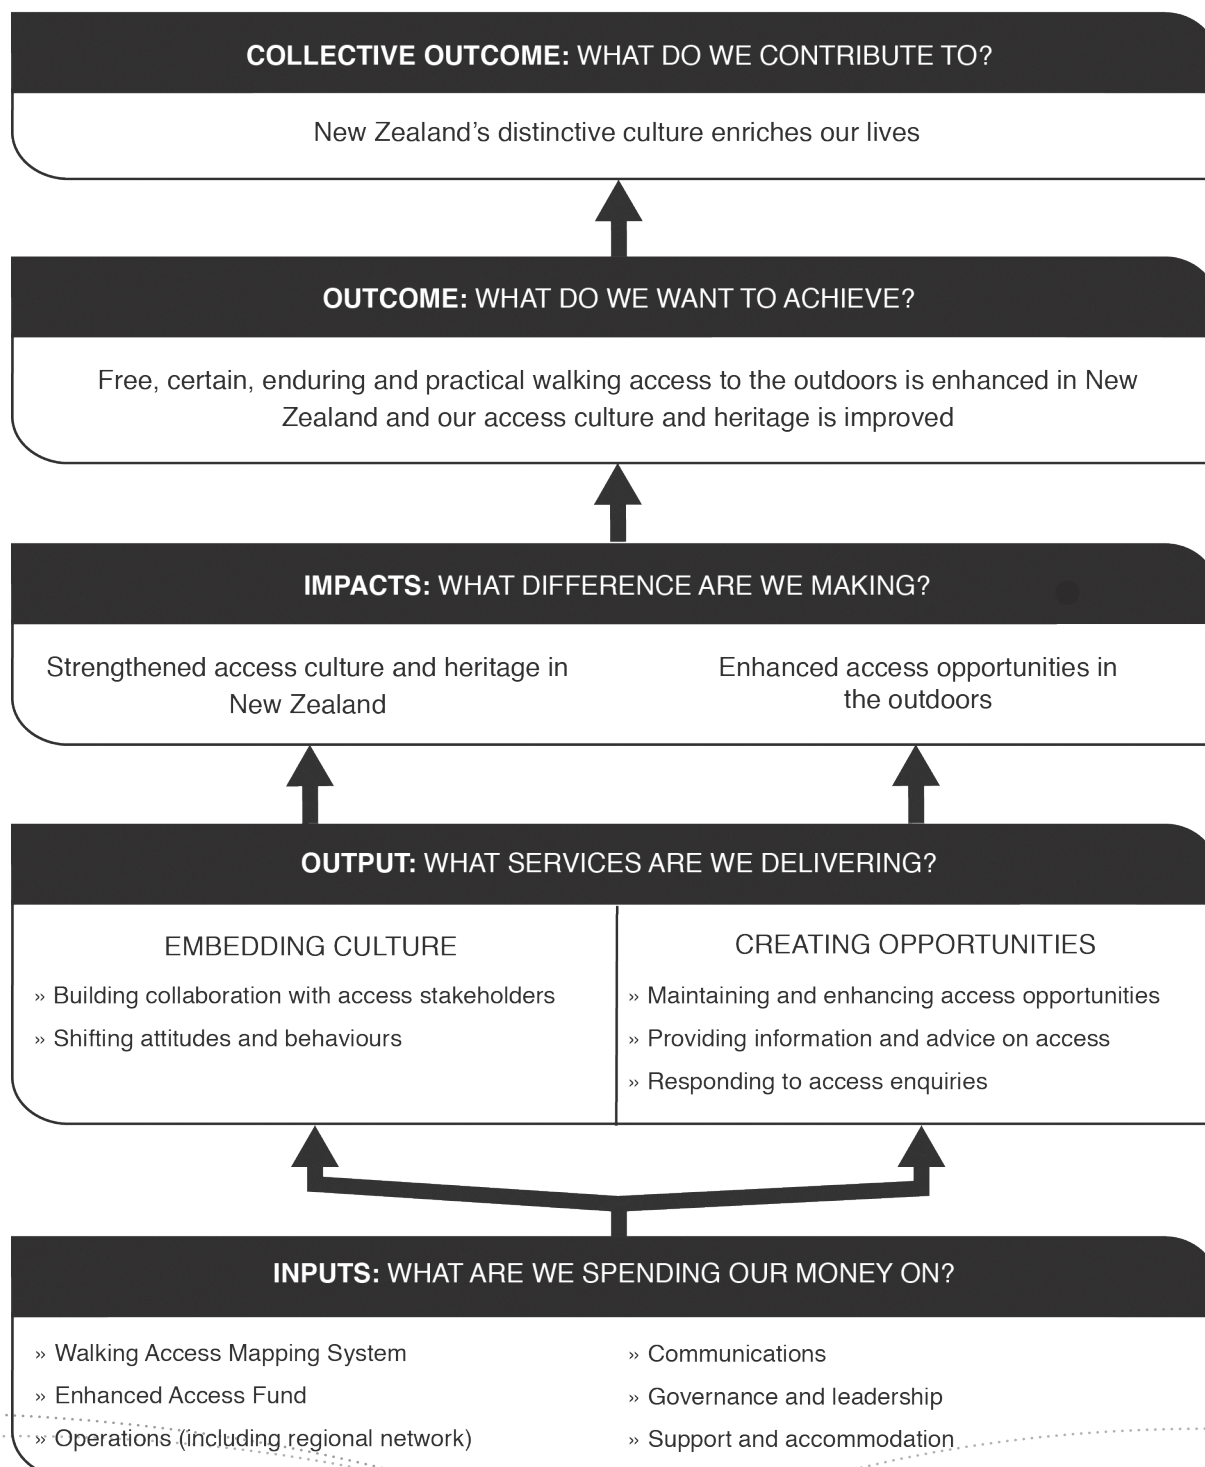 COLLECTIVE OUTCOME: WHAT DO WE CONTRIBUTE TO?
New Zealand’s distinctive culture enriches our lives
OUTCOME: WHAT DO WE WANT TO ACHIEVE?
Free, certain, enduring and practical walking access to the outdoors is enhanced in New
Zealand and our access culture and heritage is improved
IMPACTS: WHAT DIFFERENCE ARE WE MAKING?
Strengthened access culture and heritage in
New Zealand
Enhanced access opportunities in
the outdoors
OUTPUT: WHAT SERVICES ARE WE DELIVERING?
EMBEDDING CULTURE
» Building collaboration with access stakeholders
» Shifting attitudes and behaviours
CREATING OPPORTUNITIES
» Maintaining and enhancing access opportunities
» Providing information and advice on access
» Responding to access enquiries
INPUTS: WHAT ARE WE SPENDING OUR MONEY ON?
» Walking Access Mapping System
» Enhanced Access Fund
» Operations (including regional network)
» Communications
» Governance and leadership
» Support and accommodation